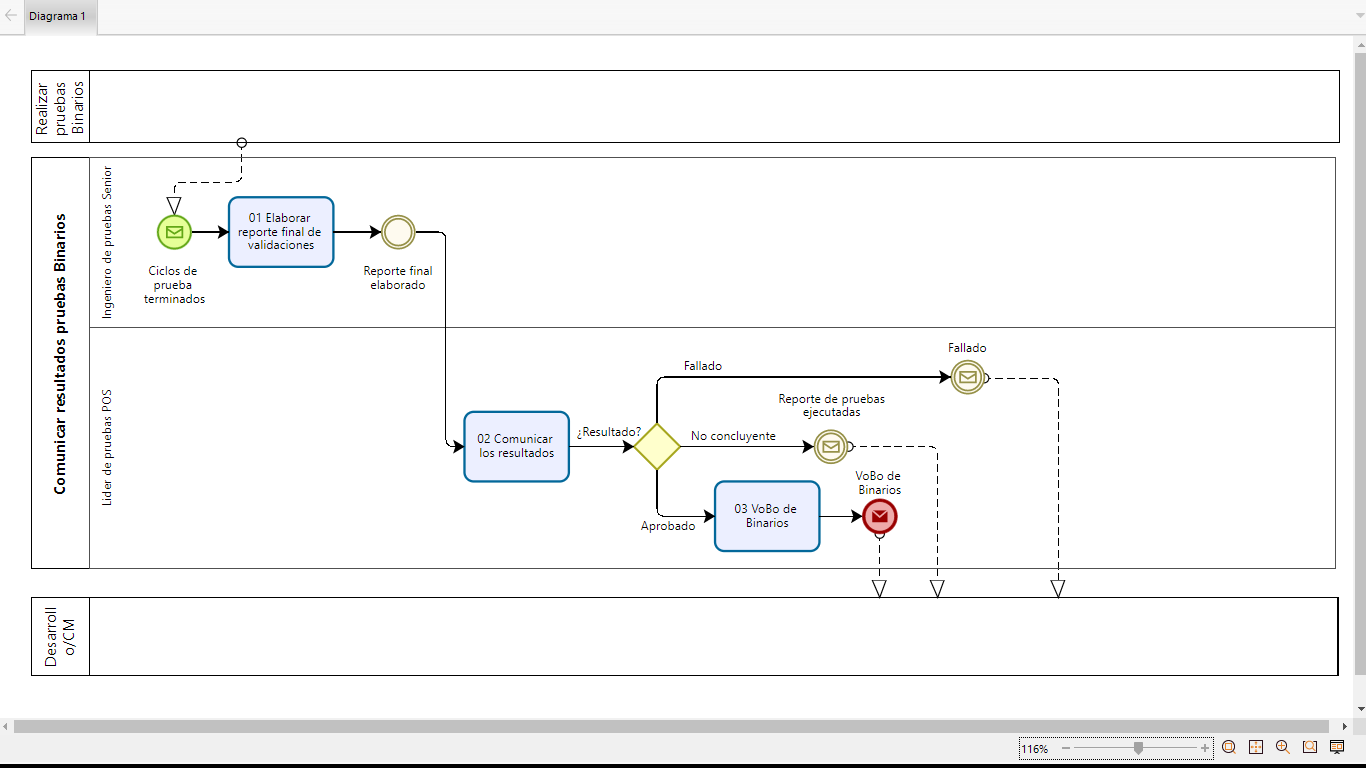 Diagrama 1
Realizar
pruebas
Binarios
Comunicar resultados pruebas Binarios
Ingeniero de pruebas Senior
Ciclos de
prueba
terminados
01 Elaborar
reporte final de
validaciones
Reporte final
elaborado
Lider de pruebas POS
02 Comunicar
los resultados
¿Resultado?
Fallado
Fallado
No concluyente
Reporte de pruebas
ejecutadas
Aprobado
03 VoBo de
Binarios
VoBo de
Binarios
Desarroll
o/CM
116%